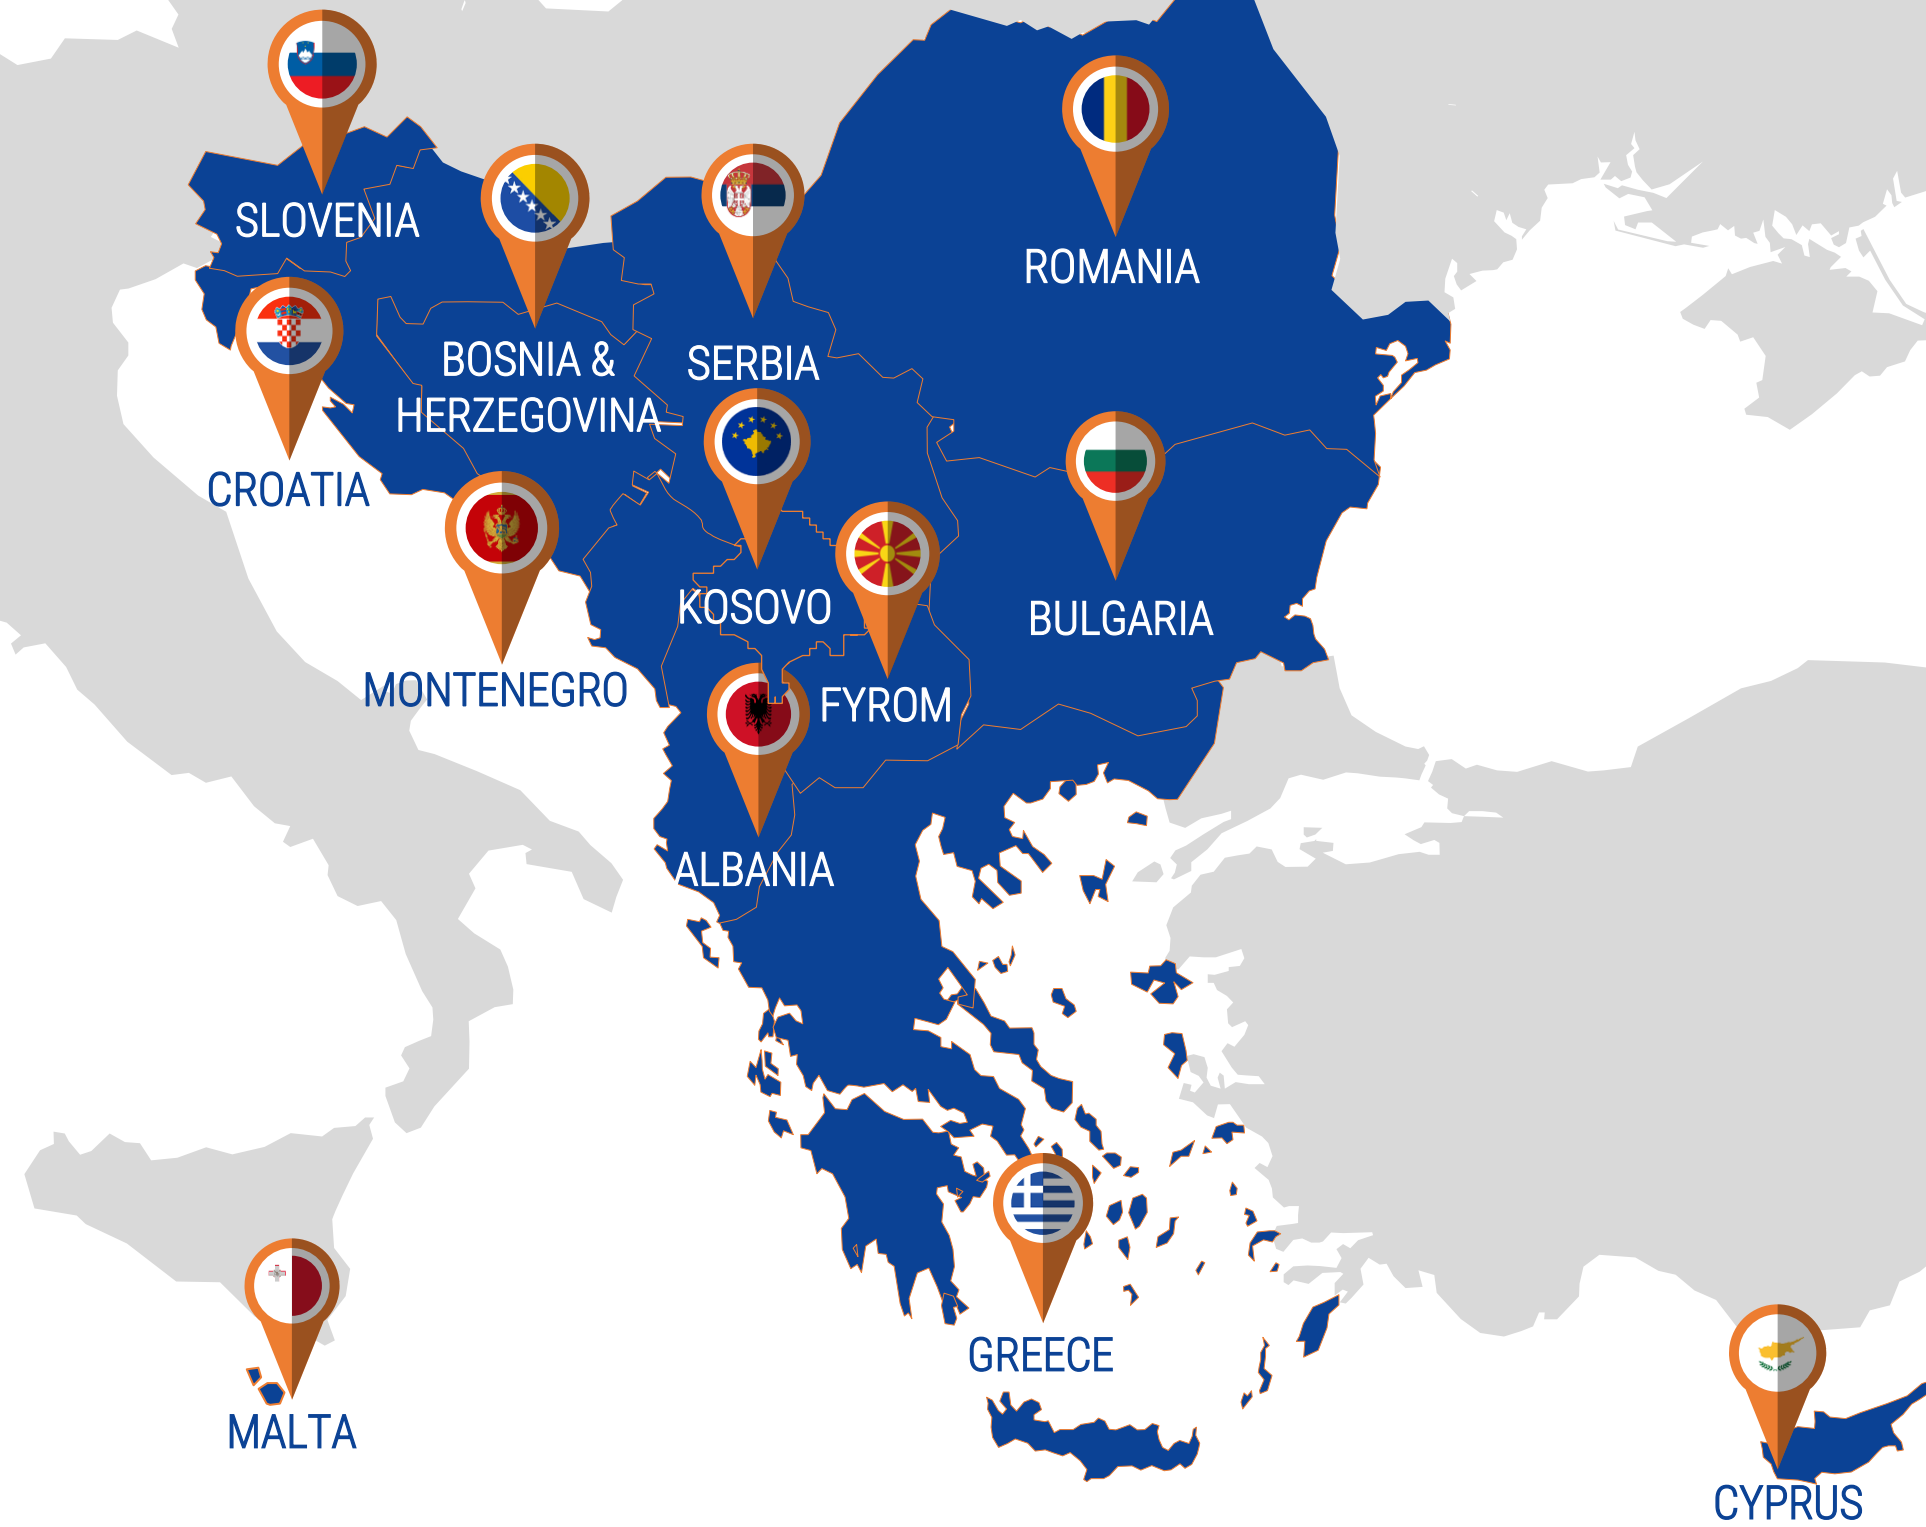 SLOVENIA
ROMANIA
BOSNIA &
HERZEGOVINA
SERBIA
CROATIA
KOSOVO
BULGARIA
MONTENEGRO
FYROM
ALBANIA
GREECE
MALTA
CYPRUS